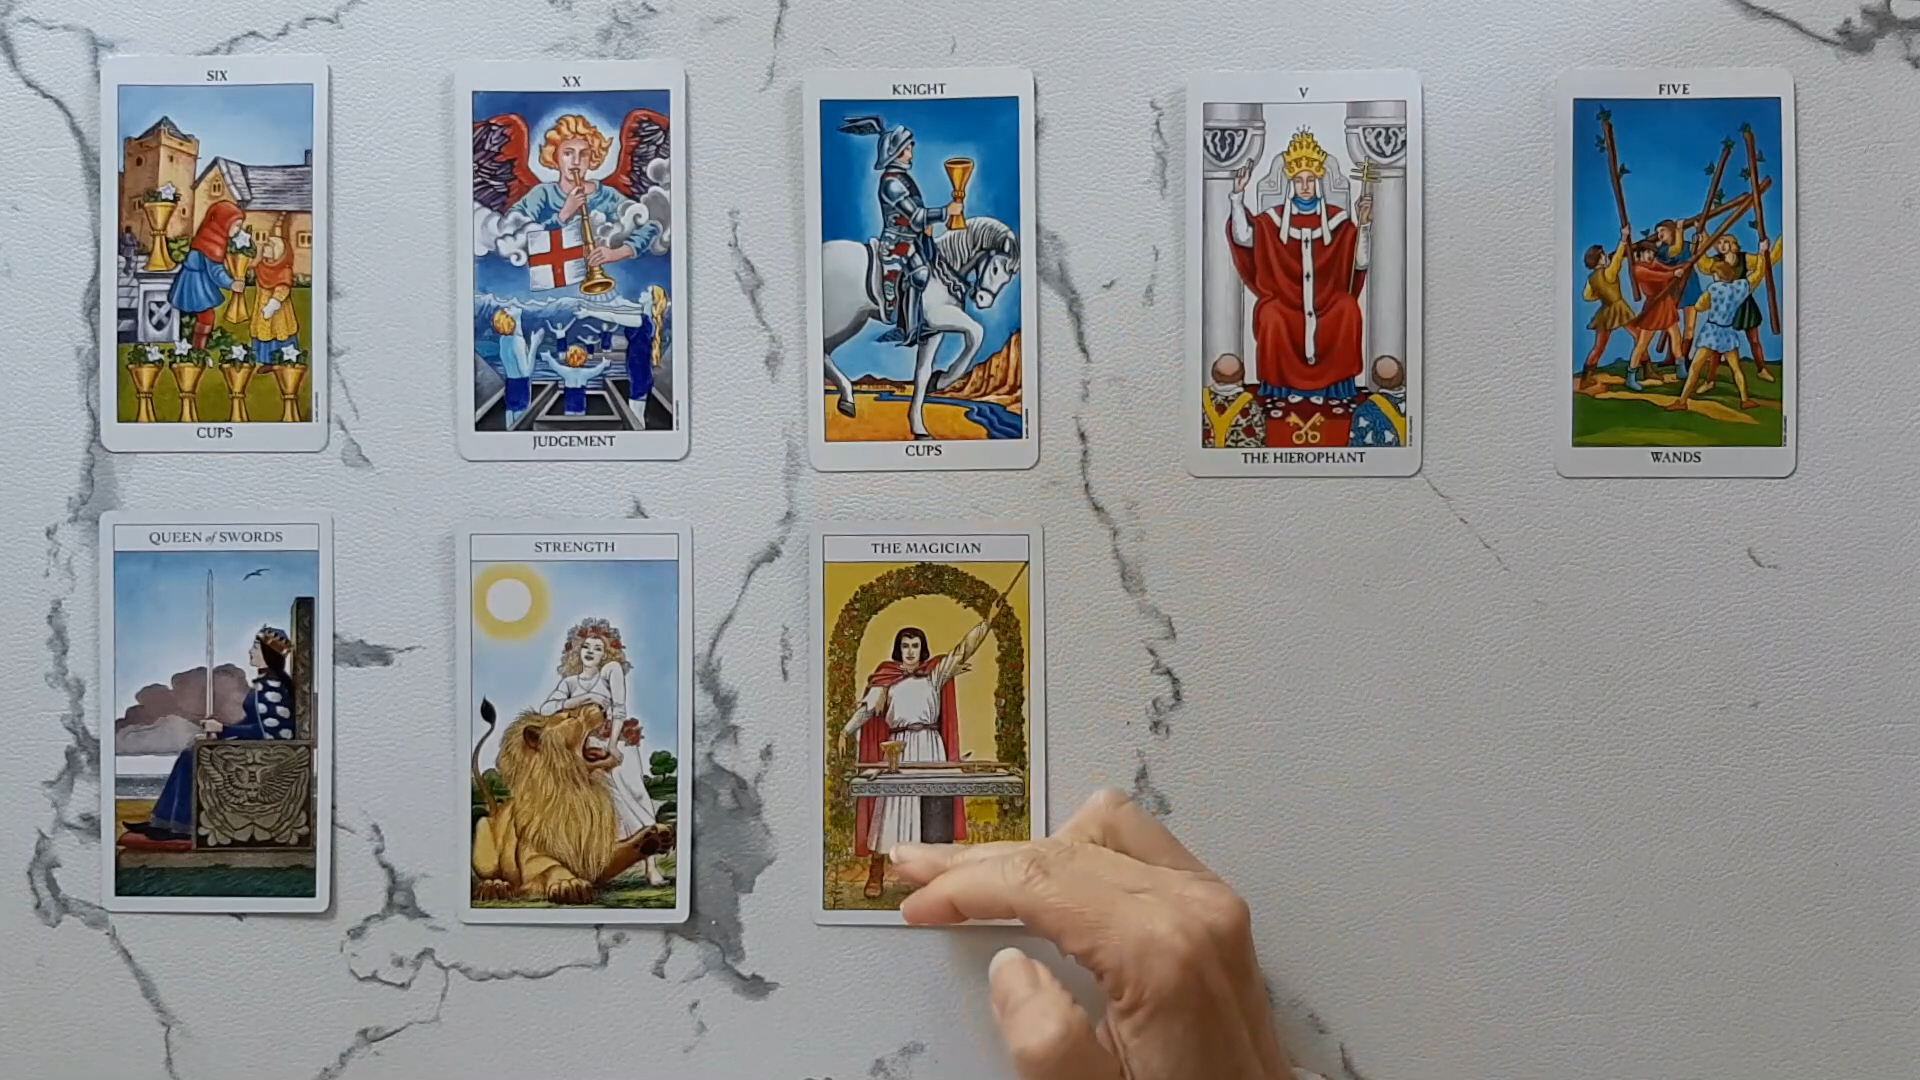 SIX
CUPS
XX
JUDGEMENT
KNIGHT
CUPS
V
THE HIEROPHANT
FIVE
WANDS
QUEEN of SWORDS
STRENGTH
THE MAGICIAN